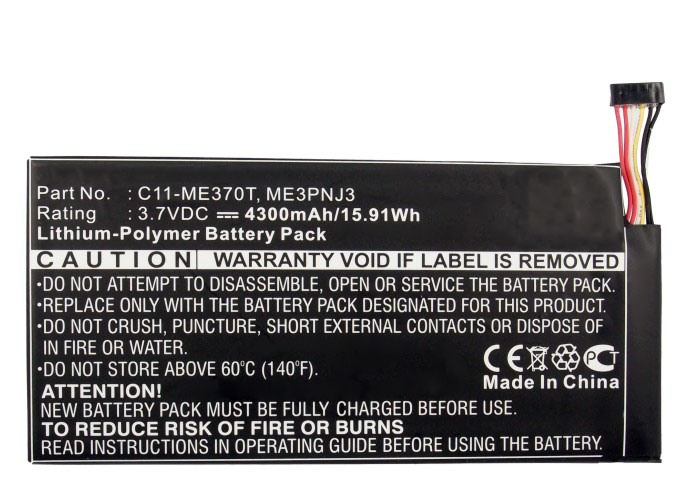 Part No. : C11-ME370T, ME3PNJ3
Rating : 3.7VDC ⎓ 4300mAh/15.91Wh
Lithium-Polymer Battery Pack
CAUTION WARRANTY VOID IF LABEL IS REMOVED
•DO NOT ATTEMPT TO DISASSEMBLE, OPEN OR SERVICE THE BATTERY PACK.
•REPLACE WITH THE BATTERY PACK DESIGNATED FOR THIS PRODUCT.
•DO NOT CRUSH, PUNCTURE, SHORT EXTERNAL CONTACTS OR DISPOSE
IN FIRE OR WATER.
•DO NOT STORE ABOVE 60°C (140°F).
CE PCT
Made In China
ATTENTION!
NEW BATTERY PACK MUST BE FULLY CHARGED BEFORE USE.
TO REDUCE RISK OF FIRE OR BURNS
READ INSTRUCTIONS IN OPERATING MANUAL BEFORE USING THE BATTERY.